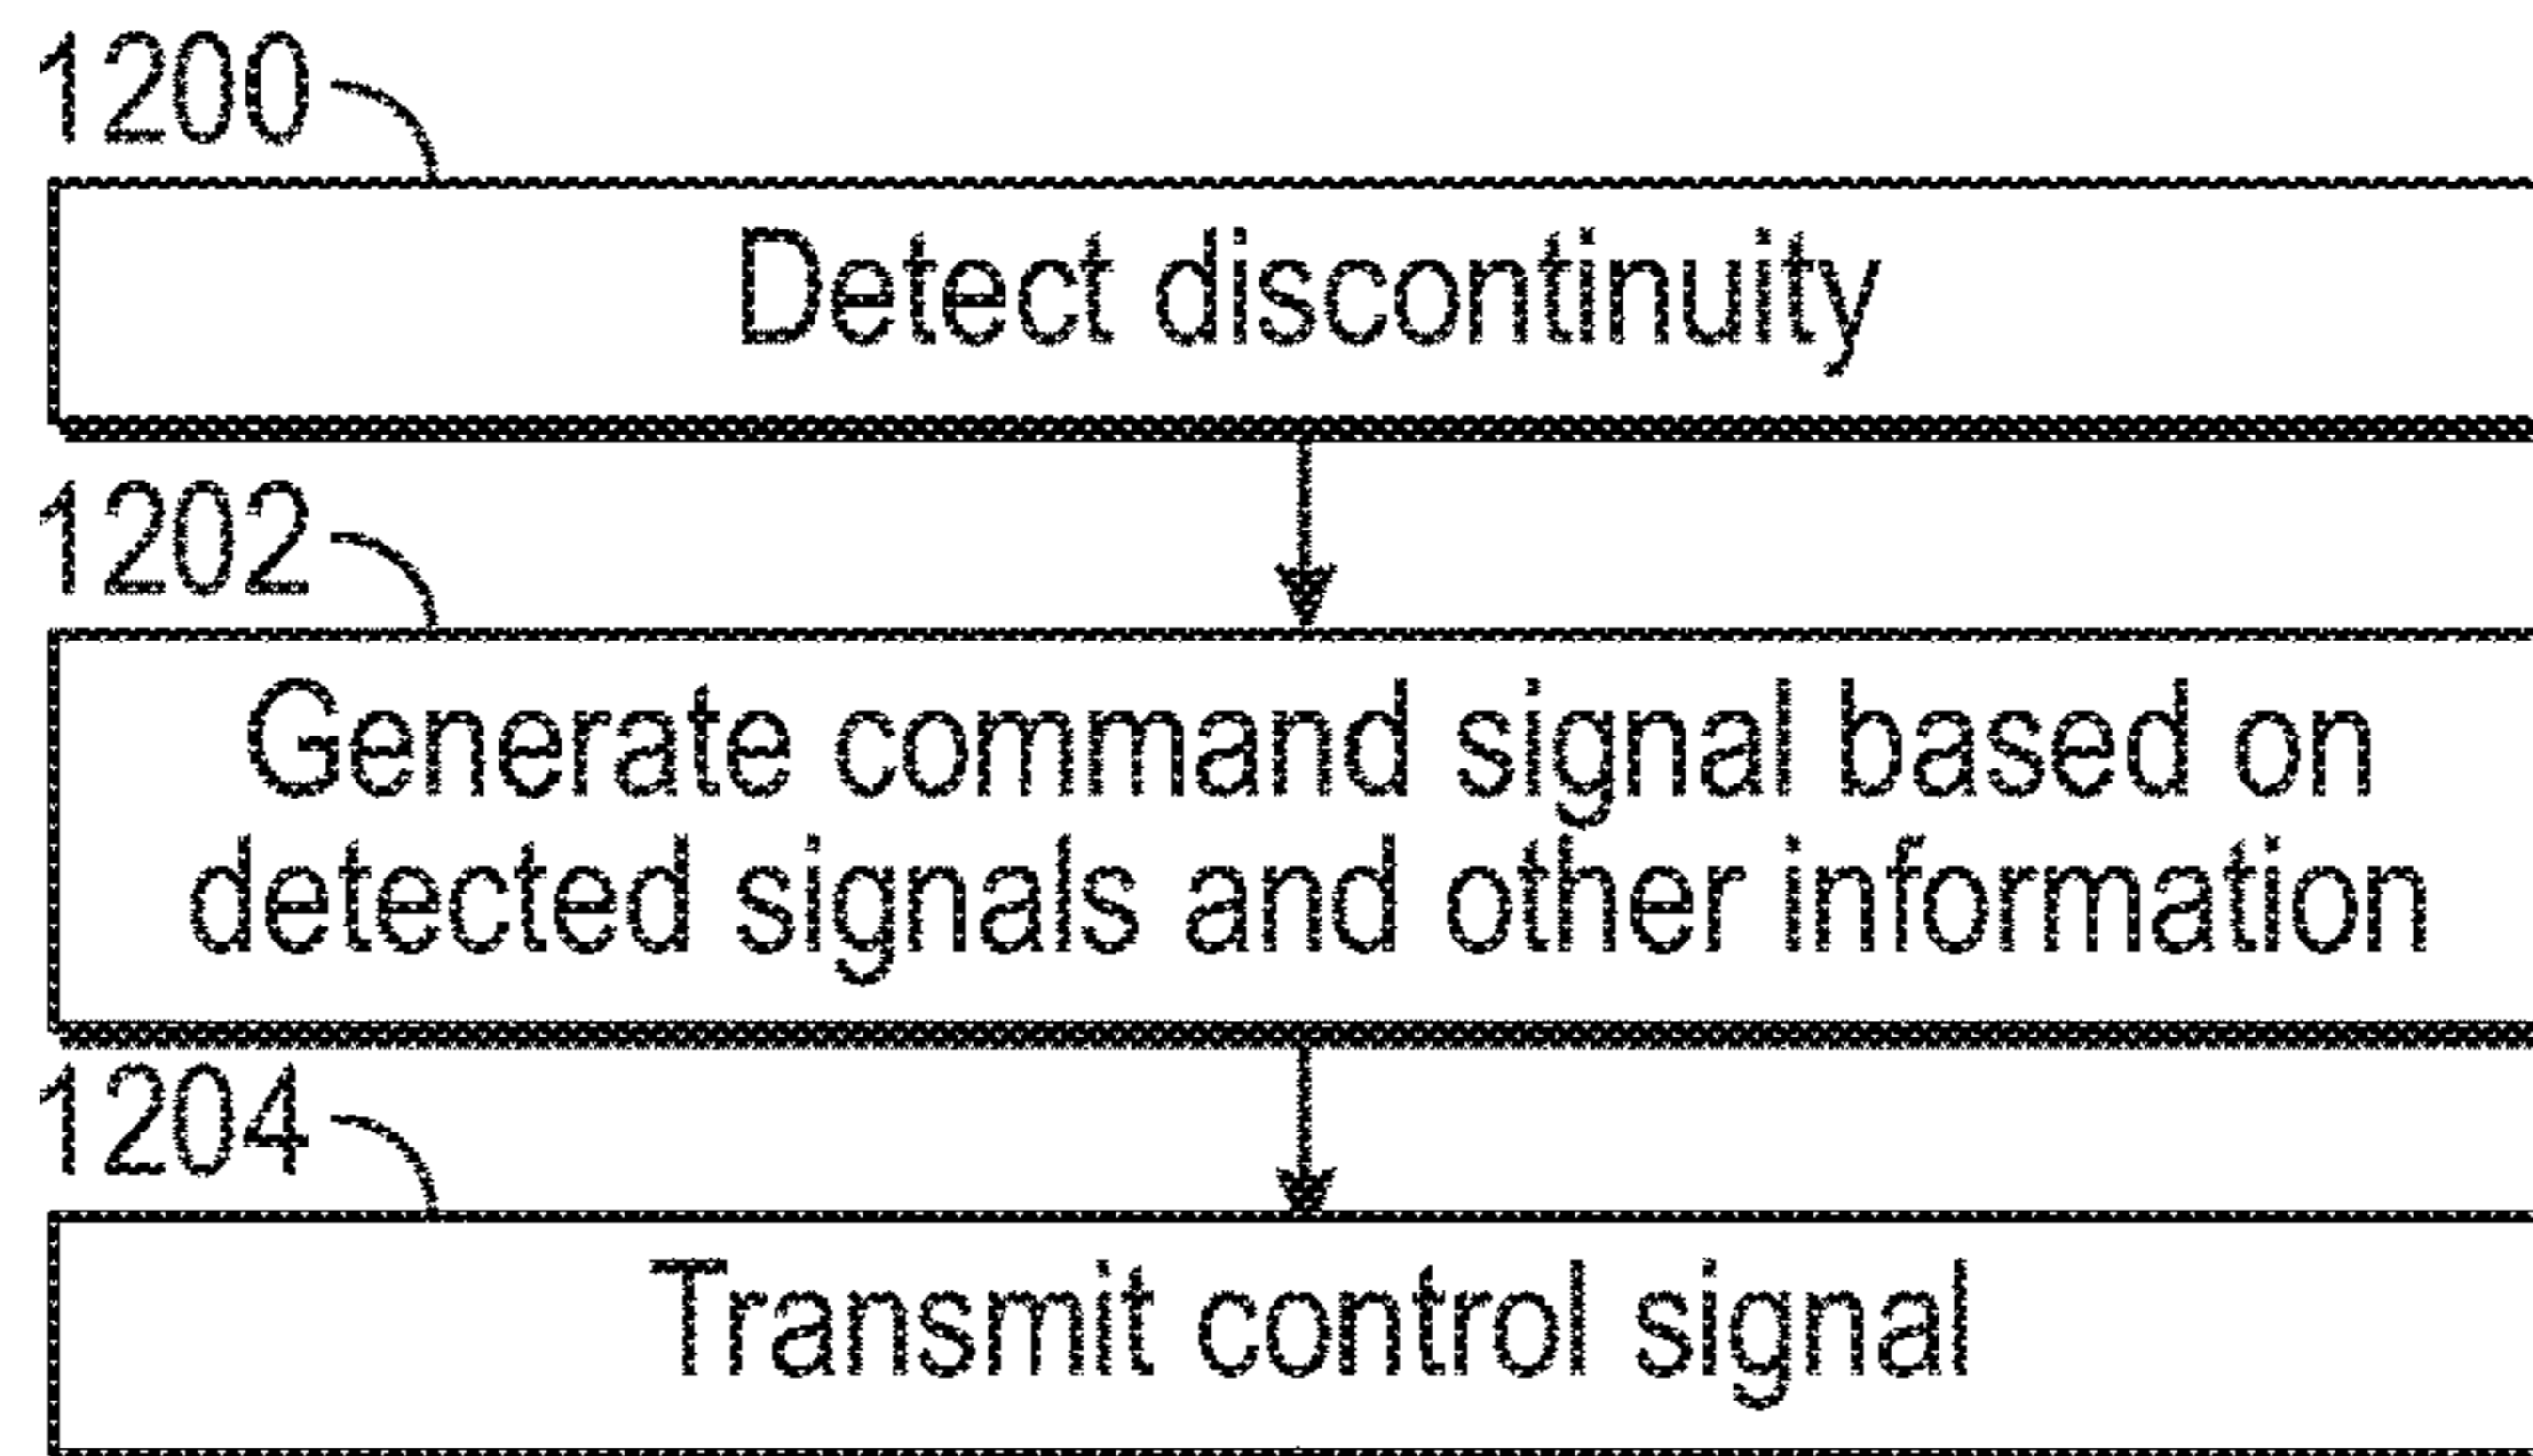 1200
Detect discontinuity
1202
Generate command signal based on
detected signals and other information
1204
Transmit control signal